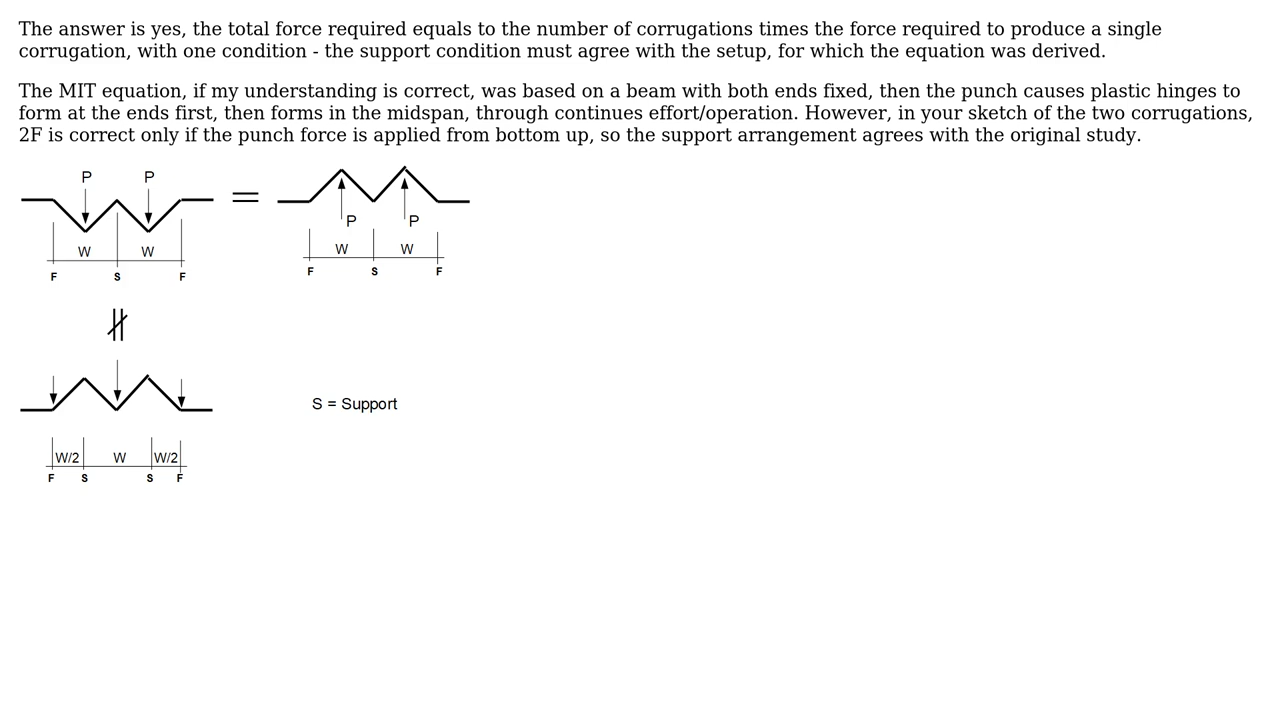 The answer is yes, the total force required equals to the number of corrugations times the force required to produce a single
corrugation, with one condition - the support condition must agree with the setup, for which the equation was derived.
The MIT equation, if my understanding is correct, was based on a beam with both ends fixed, then the punch causes plastic hinges to
form at the ends first, then forms in the midspan, through continues effort/operation. However, in your sketch of the two corrugations,
2F is correct only if the punch force is applied from bottom up, so the support arrangement agrees with the original study.
P P
= P P
W W
W W
F S F
F S F
S = Support
W/2 W W/2
F S S F